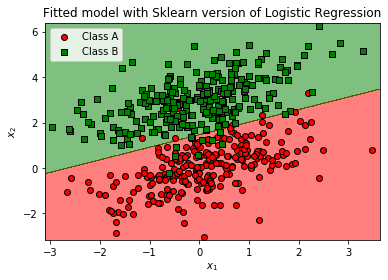 Fitted model with Sklearn version of Logistic Regression
Class A
Class B
6
4
2
0
−2
x₂
−3
−2
−1
0
1
2
3
x₁